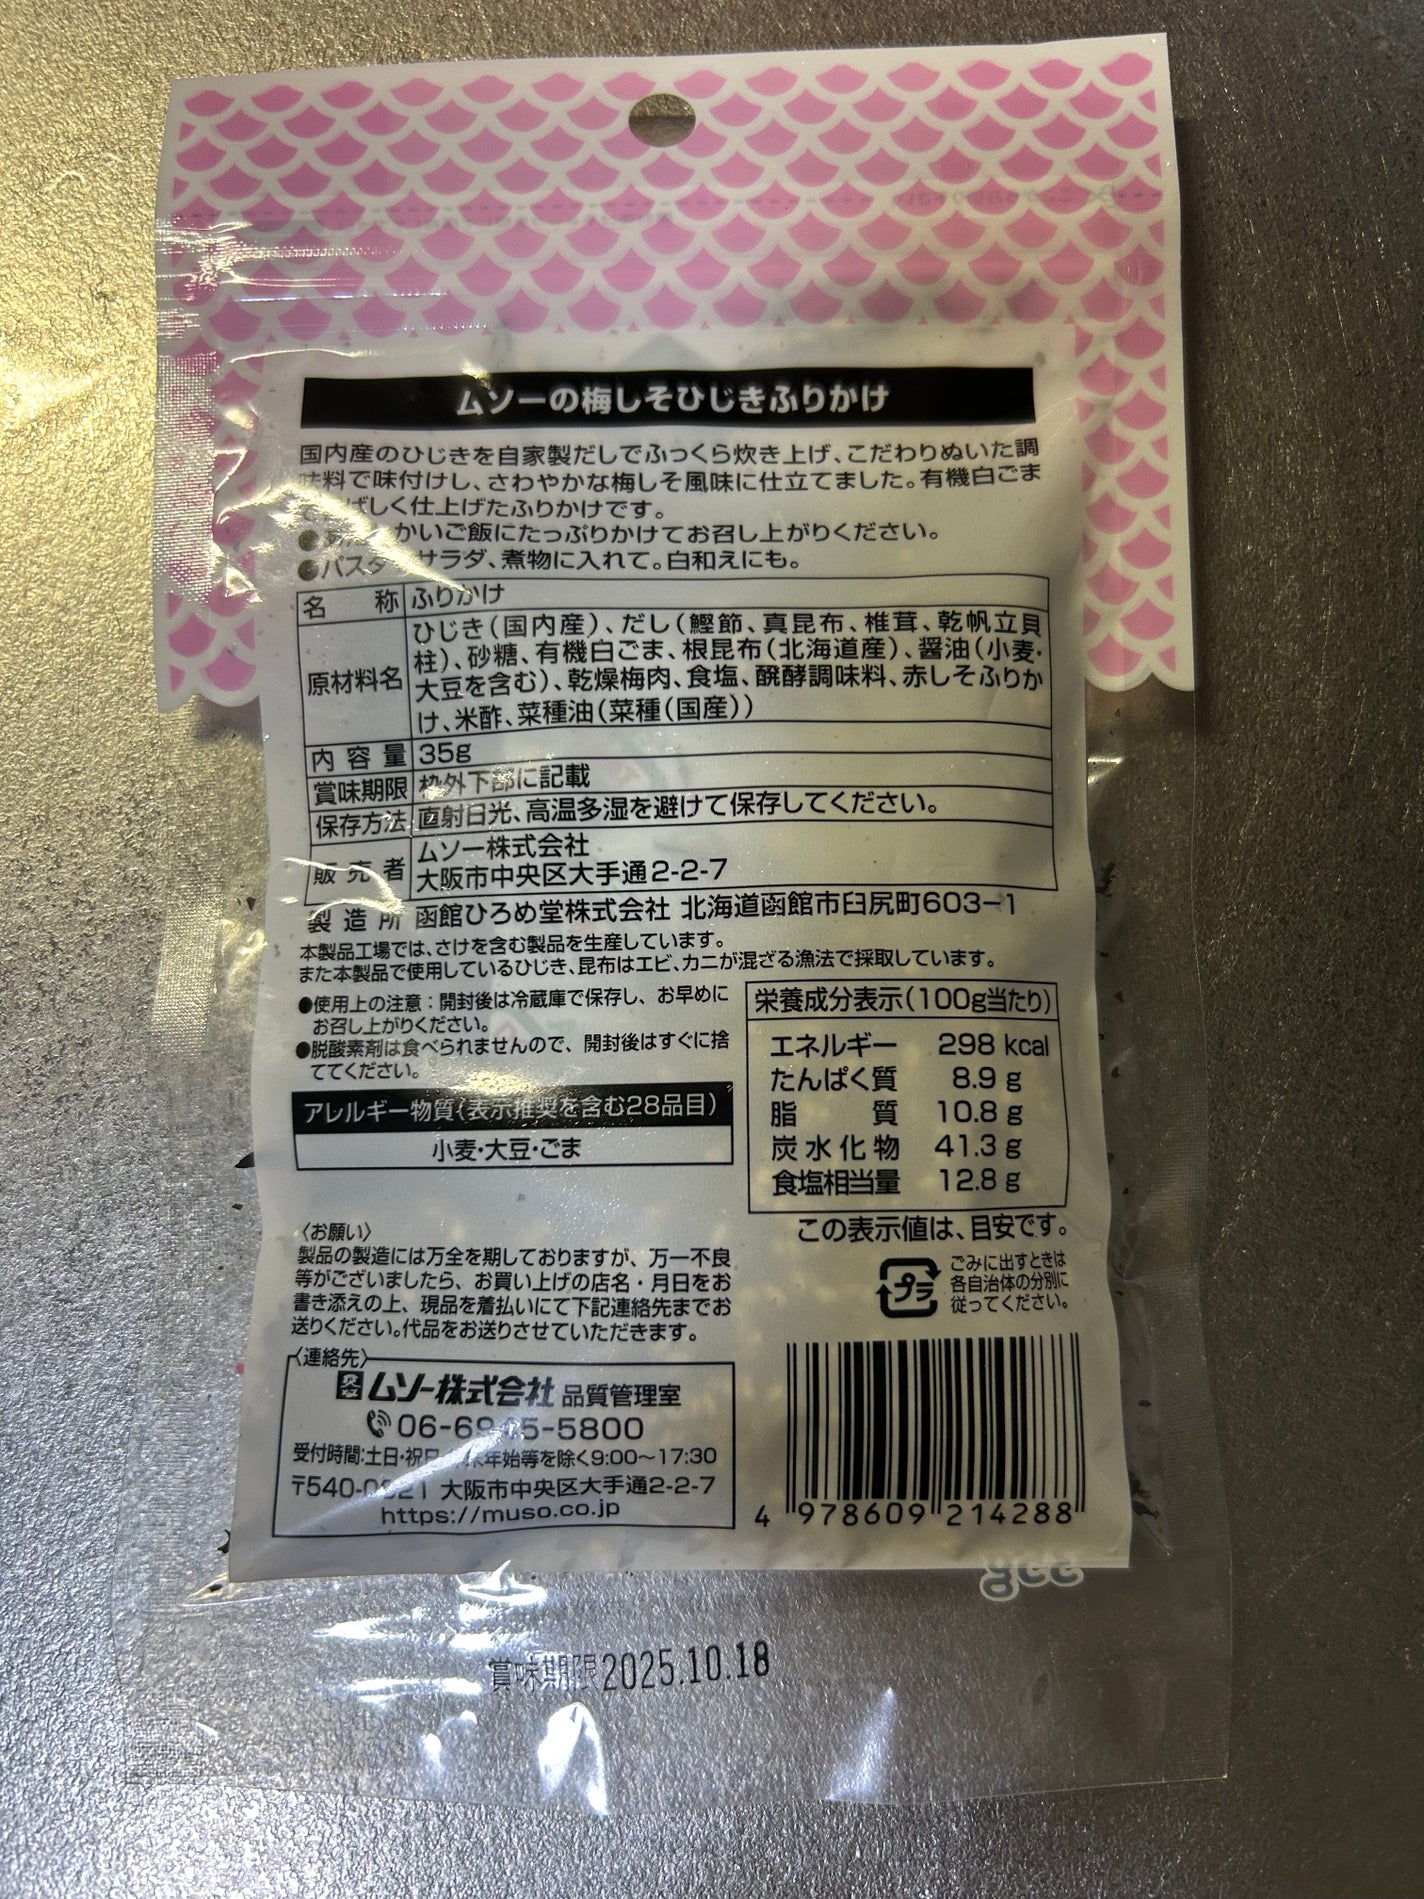 ムソーの梅しそひじきふりかけ
国内産のひじきを自家製だしでふっくら炊き上げ、こだわりぬいた調
味料で味付けし、さわやかな梅しそ風味に仕立てました。有機白ごま
ばしく仕上げたふりかけです。
かいご飯にたっぷりかけてお召し上がりください。
●パスタ サラダ、煮物に入れて。白和えにも。
名称 ふりかけ
原材料名 ひじき(国内産)、だし(鰹節、真昆布、椎茸、乾帆立貝
柱)、砂糖、有機白ごま、根昆布(北海道産)、醤油(小麦・
大豆を含む)、乾燥梅肉、食塩、醗酵調味料、赤しそふりか
け、米酢、菜種油(菜種(国産))
内容量 35g
賞味期限 枠外下部に記載
保存方法 直射日光、高温多湿を避けて保存してください。
販売者 ムソー株式会社
大阪市中央区大手通2-2-7
製造所 函館ひろめ堂株式会社 北海道函館市臼尻町603-1
本製品工場では、さけを含む製品を生産しています。
また本製品で使用しているひじき、昆布はエビ、カニが混ざる漁法で採取しています。
●使用上の注意：開封後は冷蔵庫で保存し、お早めに
お召し上がりください。
●脱酸素剤は食べられませんので、開封後はすぐに捨
ててください。
アレルギー物質(表示推奨を含む28品目)
小麦・大豆・ごま
栄養成分表示(100g当たり)
エネルギー 298 kcal
たんぱく質 8.9 g
脂質 10.8 g
炭水化物 41.3 g
食塩相当量 12.8 g
この表示値は、目安です。
プラ
ごみに出すときは
各自治体の分別に
従ってください。
〈お願い〉
製品の製造には万全を期しておりますが、万一不良
等がございましたら、お買い上げの店名・月日をお
書き添えの上、現品を着払いにて下記連絡先までお
送りください。代品をお送りさせていただきます。
〈連絡先〉
ムソー株式会社 品質管理室
5-5800
受付時間：土日・祝日 年始等を除く9:00～17:30
大阪市中央区大手通2-2-7
https://muso.co.jp
4 978609 214288
賞味期限2025.10.18